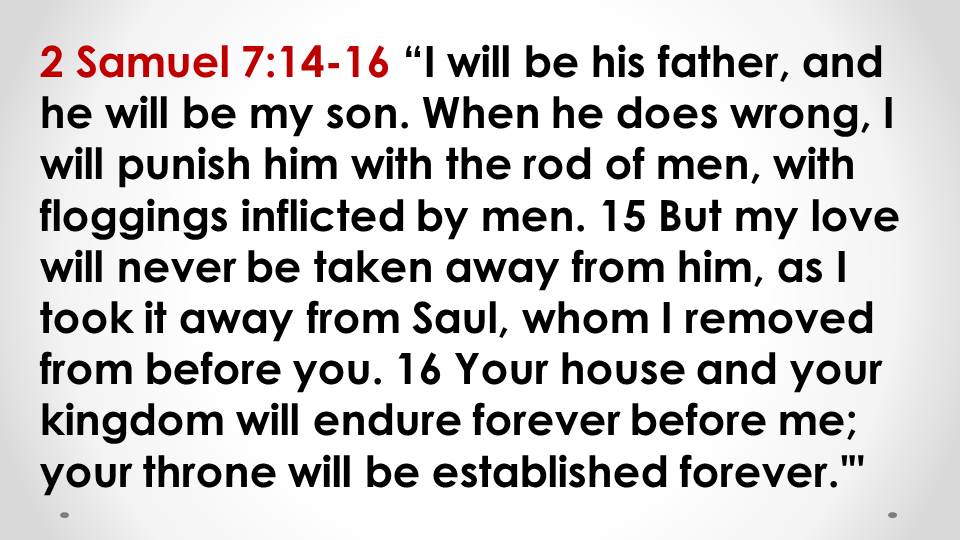 2 Samuel 7:14-16 “I will be his father, and
he will be my son. When he does wrong, I
will punish him with the rod of men, with
floggings inflicted by men. 15 But my love
will never be taken away from him, as I
took it away from Saul, whom I removed
from before you. 16 Your house and your
kingdom will endure forever before me;
your throne will be established forever."'